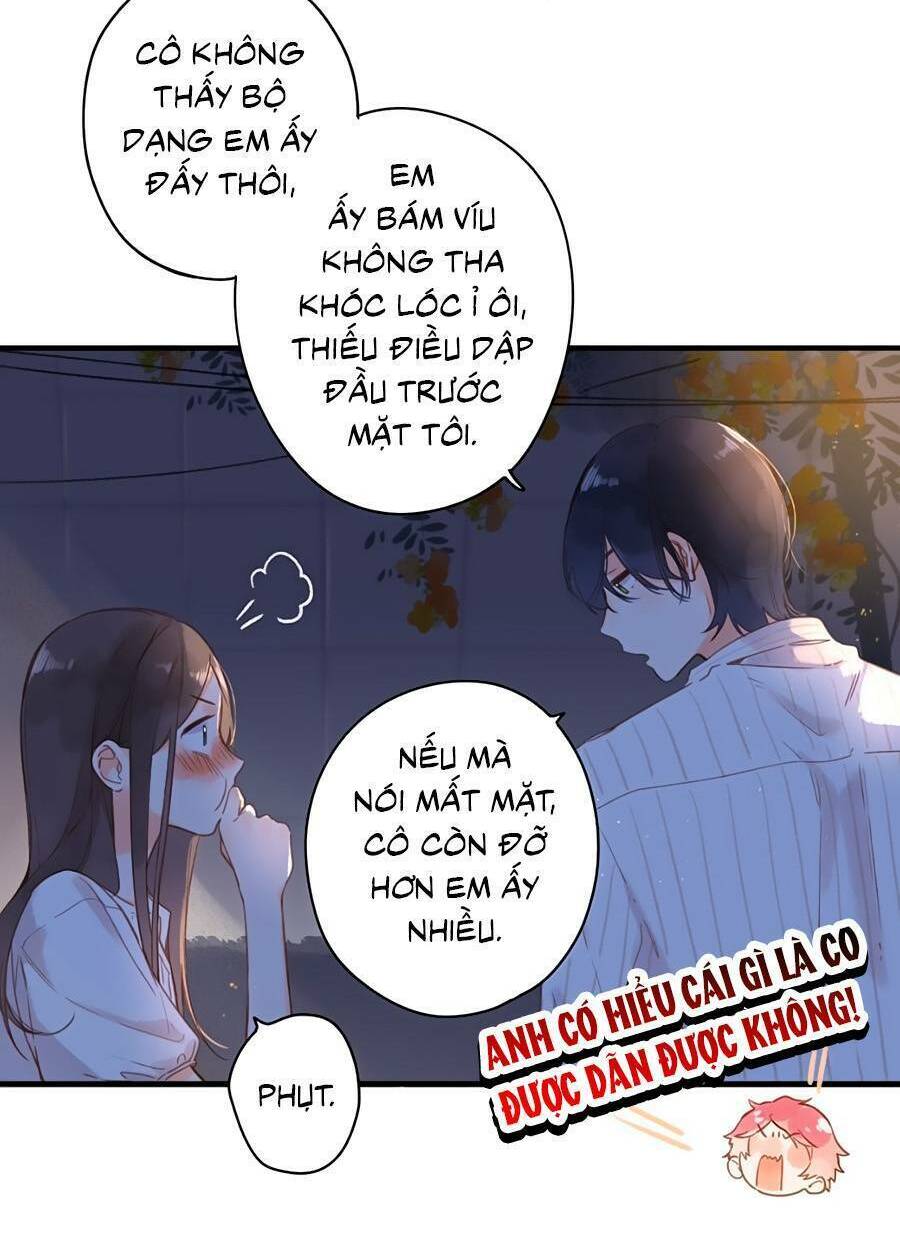 CÔ KHÔNG
THẤY BỘ
DẠNG EM ẤY
ĐẤY THÔI,
EM
ẤY BÁM VÍU
KHÔNG THA
KHÓC LÓC Ỉ ÔI,
THIẾU ĐIỀU DẬP
ĐẦU TRƯỚC
MẶT TÔI.
NẾU MÀ
NÓI MẤT MẶT,
CÔ CÒN ĐỠ
HƠN EM ẤY
NHIỀU.
PHỤT.
ANH CÓ HIỂU CÁI GÌ LÀ CO
ĐƯỢC DÃN ĐƯỢC KHÔNG!